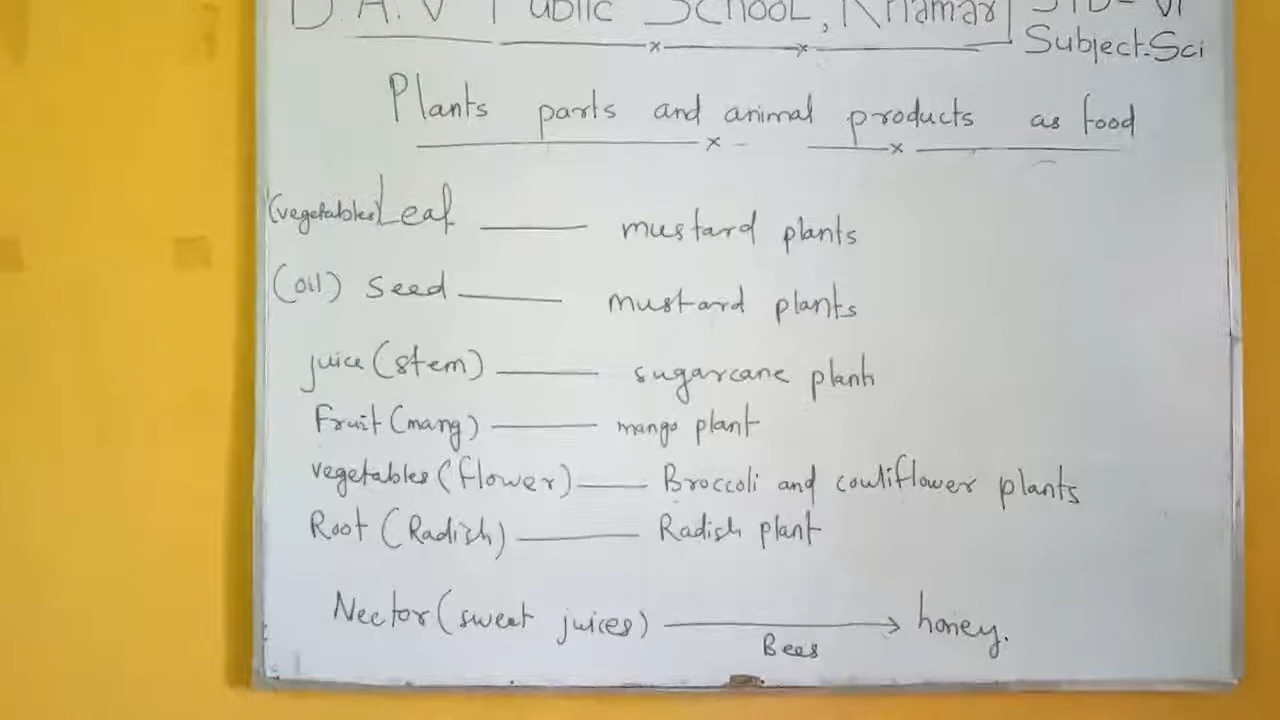 D.A.V Public School, Khamar STD- VI
Subject.Sci
Plants parts and animal products as food
(vegetables) Leaf — mustard plants
(oil) seed — mustard plants
juice (stem) — sugarcane plants
Fruit (mang) — mango plant
vegetables (flower) — Broccoli and couliflower plants
Root (Radish) — Radish plant
Nector (sweet juices) → honey.
Bees